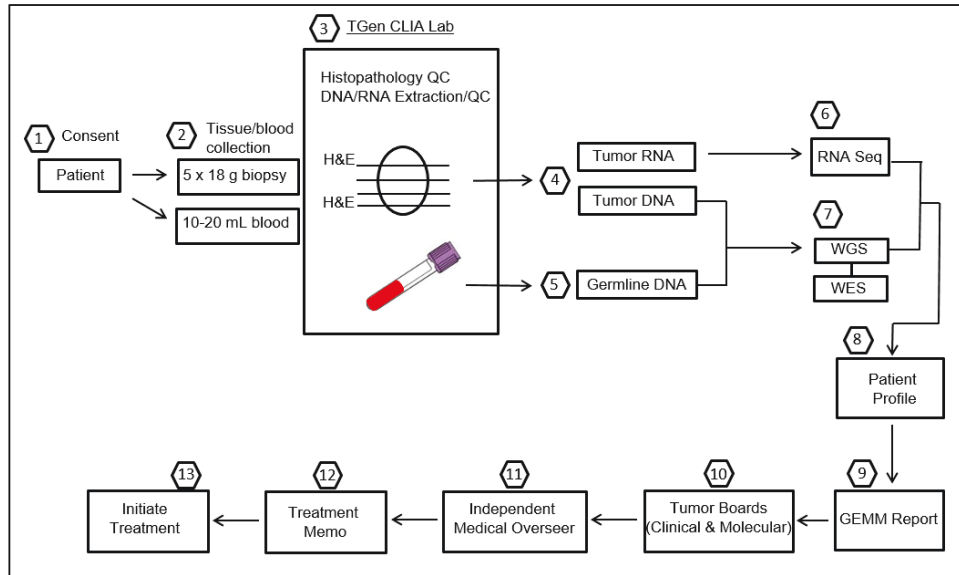 1
Consent
Patient
2
Tissue/blood
collection
5 x 18 g biopsy
10-20 mL blood
3
TGen CLIA Lab
Histopathology QC
DNA/RNA Extraction/QC
H&E
H&E
4
Tumor RNA
Tumor DNA
5
Germline DNA
6
RNA Seq
7
WGS
WES
8
Patient
Profile
9
GEMM Report
10
Tumor Boards
(Clinical & Molecular)
11
Independent
Medical Overseer
12
Treatment
Memo
13
Initiate
Treatment